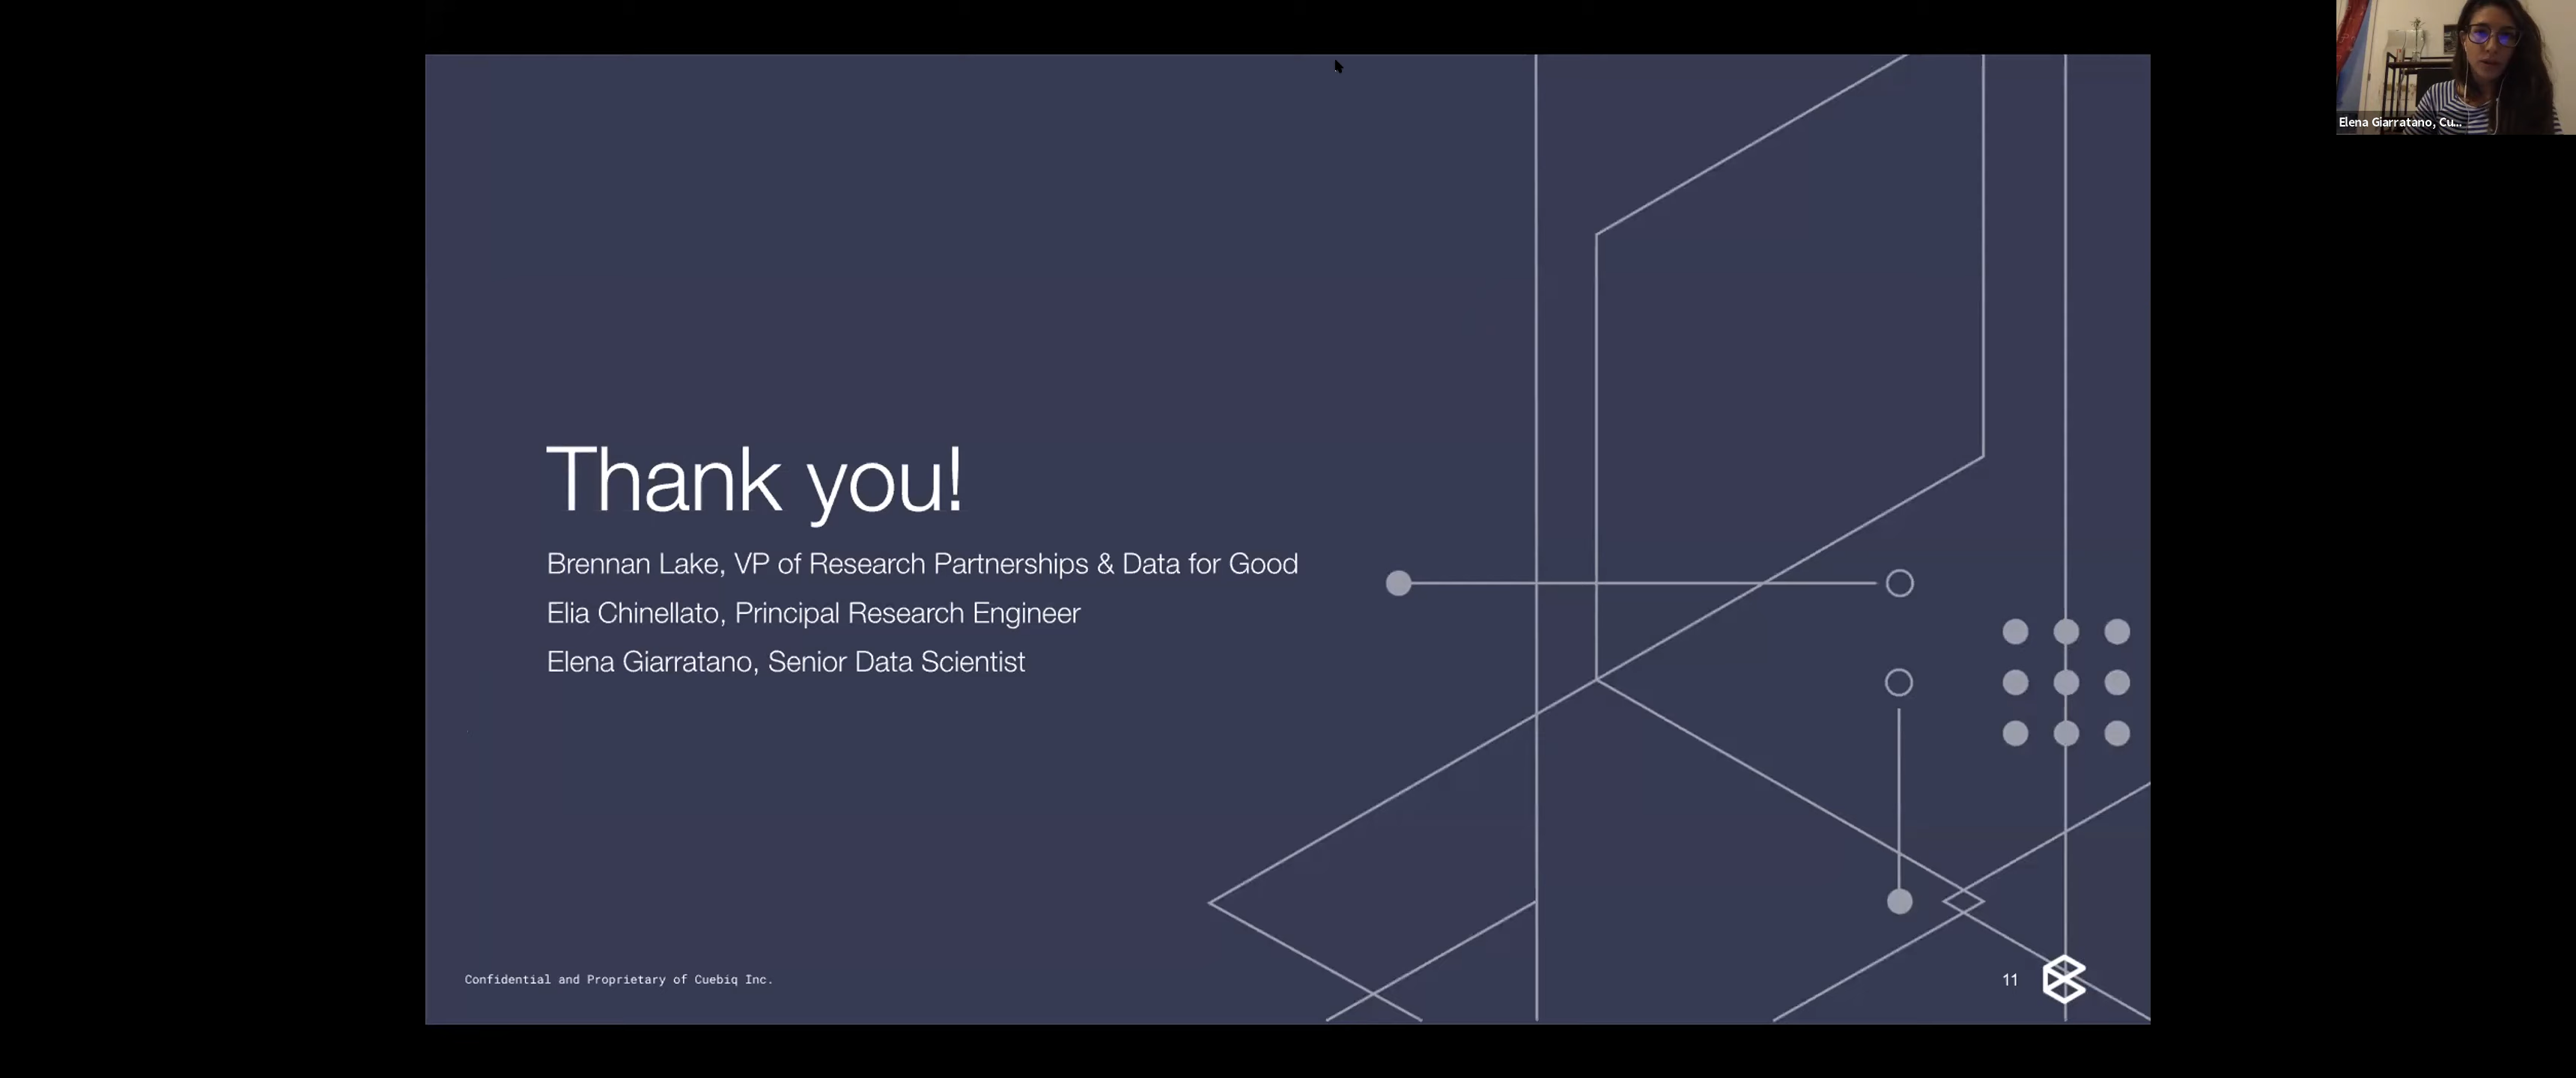 Elena Giarratano, Cu...
Thank you!
Brennan Lake, VP of Research Partnerships & Data for Good
Elia Chinellato, Principal Research Engineer
Elena Giarratano, Senior Data Scientist
Confidential and Proprietary of Cuebiq Inc.
11